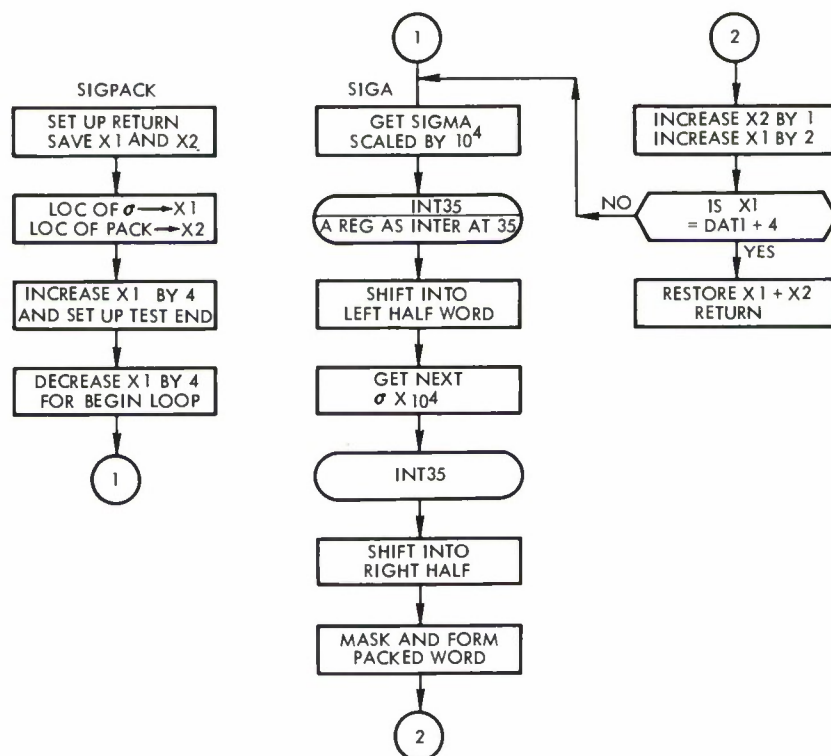 SIGPACK
SET UP RETURN
SAVE X1 AND X2
LOC OF σ → X1
LOC OF PACK → X2
INCREASE X1 BY 4
AND SET UP TEST END
DECREASE X1 BY 4
FOR BEGIN LOOP
1
1
SIGA
GET SIGMA
SCALED BY 10⁴
INT35
A REG AS INTER AT 35
SHIFT INTO
LEFT HALF WORD
GET NEXT
σ X 10⁴
INT35
SHIFT INTO
RIGHT HALF
MASK AND FORM
PACKED WORD
2
2
INCREASE X2 BY 1
INCREASE X1 BY 2
NO
IS X1
= DAT1 + 4
YES
RESTORE X1 + X2
RETURN